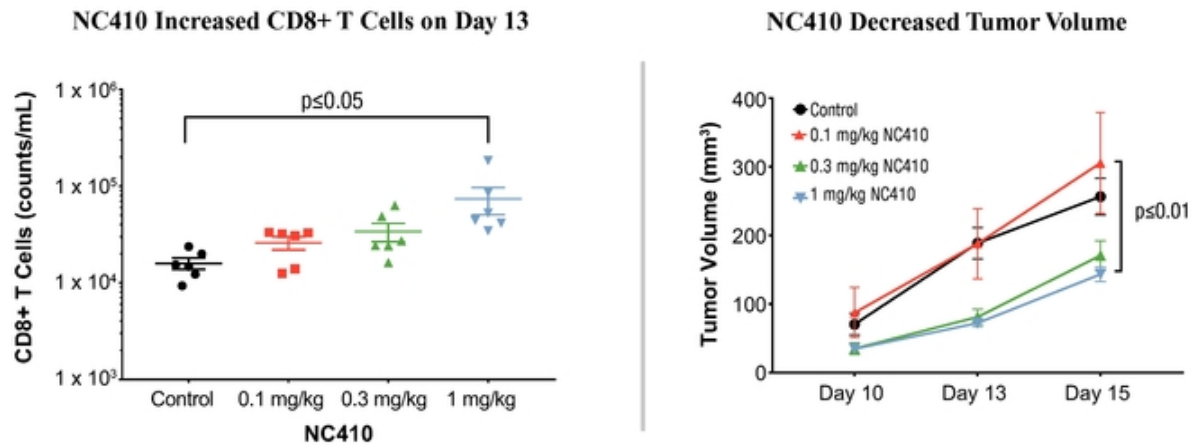 NC410 Increased CD8+ T Cells on Day 13
CD8+ T Cells (counts/mL)
1 x 10⁶
1 x 10⁵
1 x 10⁴
1 x 10³
p≤0.05
Control 0.1 mg/kg 0.3 mg/kg 1 mg/kg
NC410
NC410 Decreased Tumor Volume
Tumor Volume (mm³)
400
300
200
100
0
Control
0.1 mg/kg NC410
0.3 mg/kg NC410
1 mg/kg NC410
p≤0.01
Day 10 Day 13 Day 15